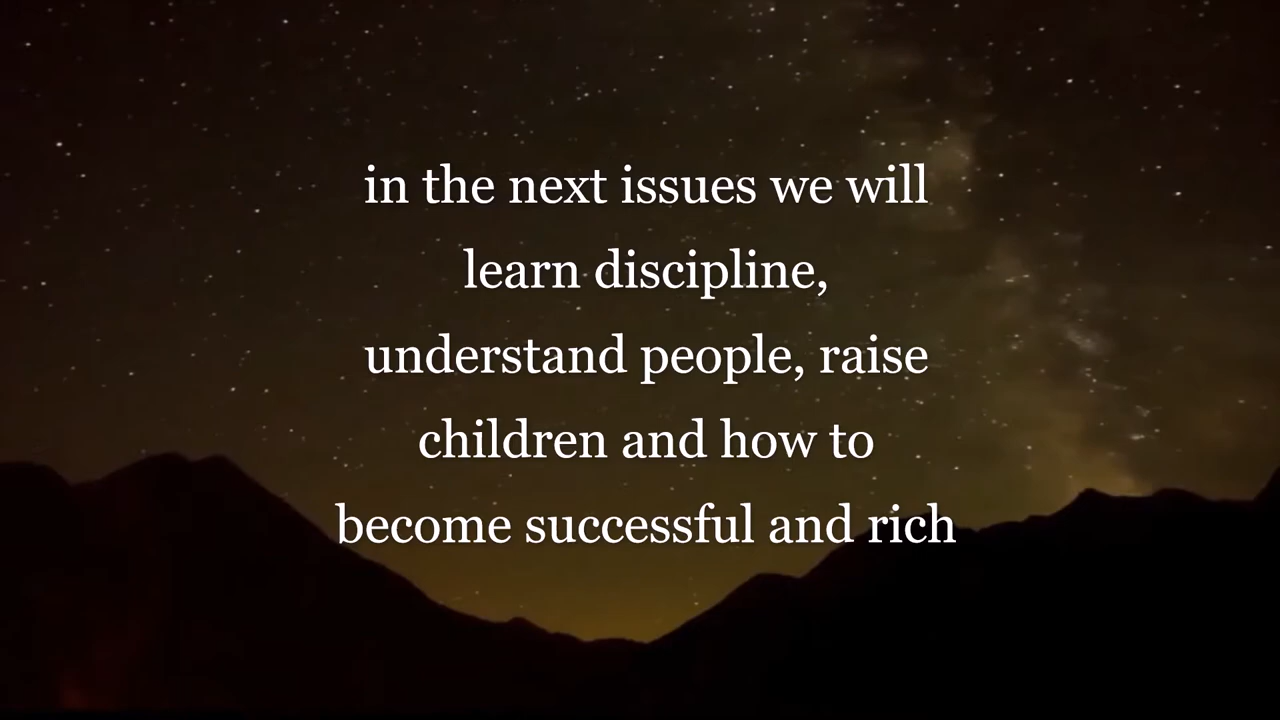 in the next issues we will
learn discipline,
understand people, raise
children and how to
become successful and rich